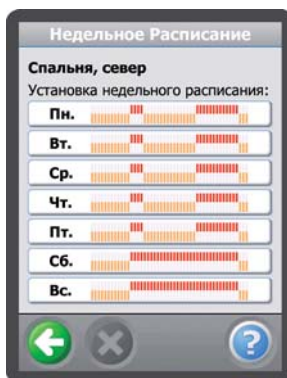 Недельное Расписание
Спальня, север
Установка недельного расписания:
Пн.
Вт.
Ср.
Чт.
Пт.
Сб.
Вс.
?